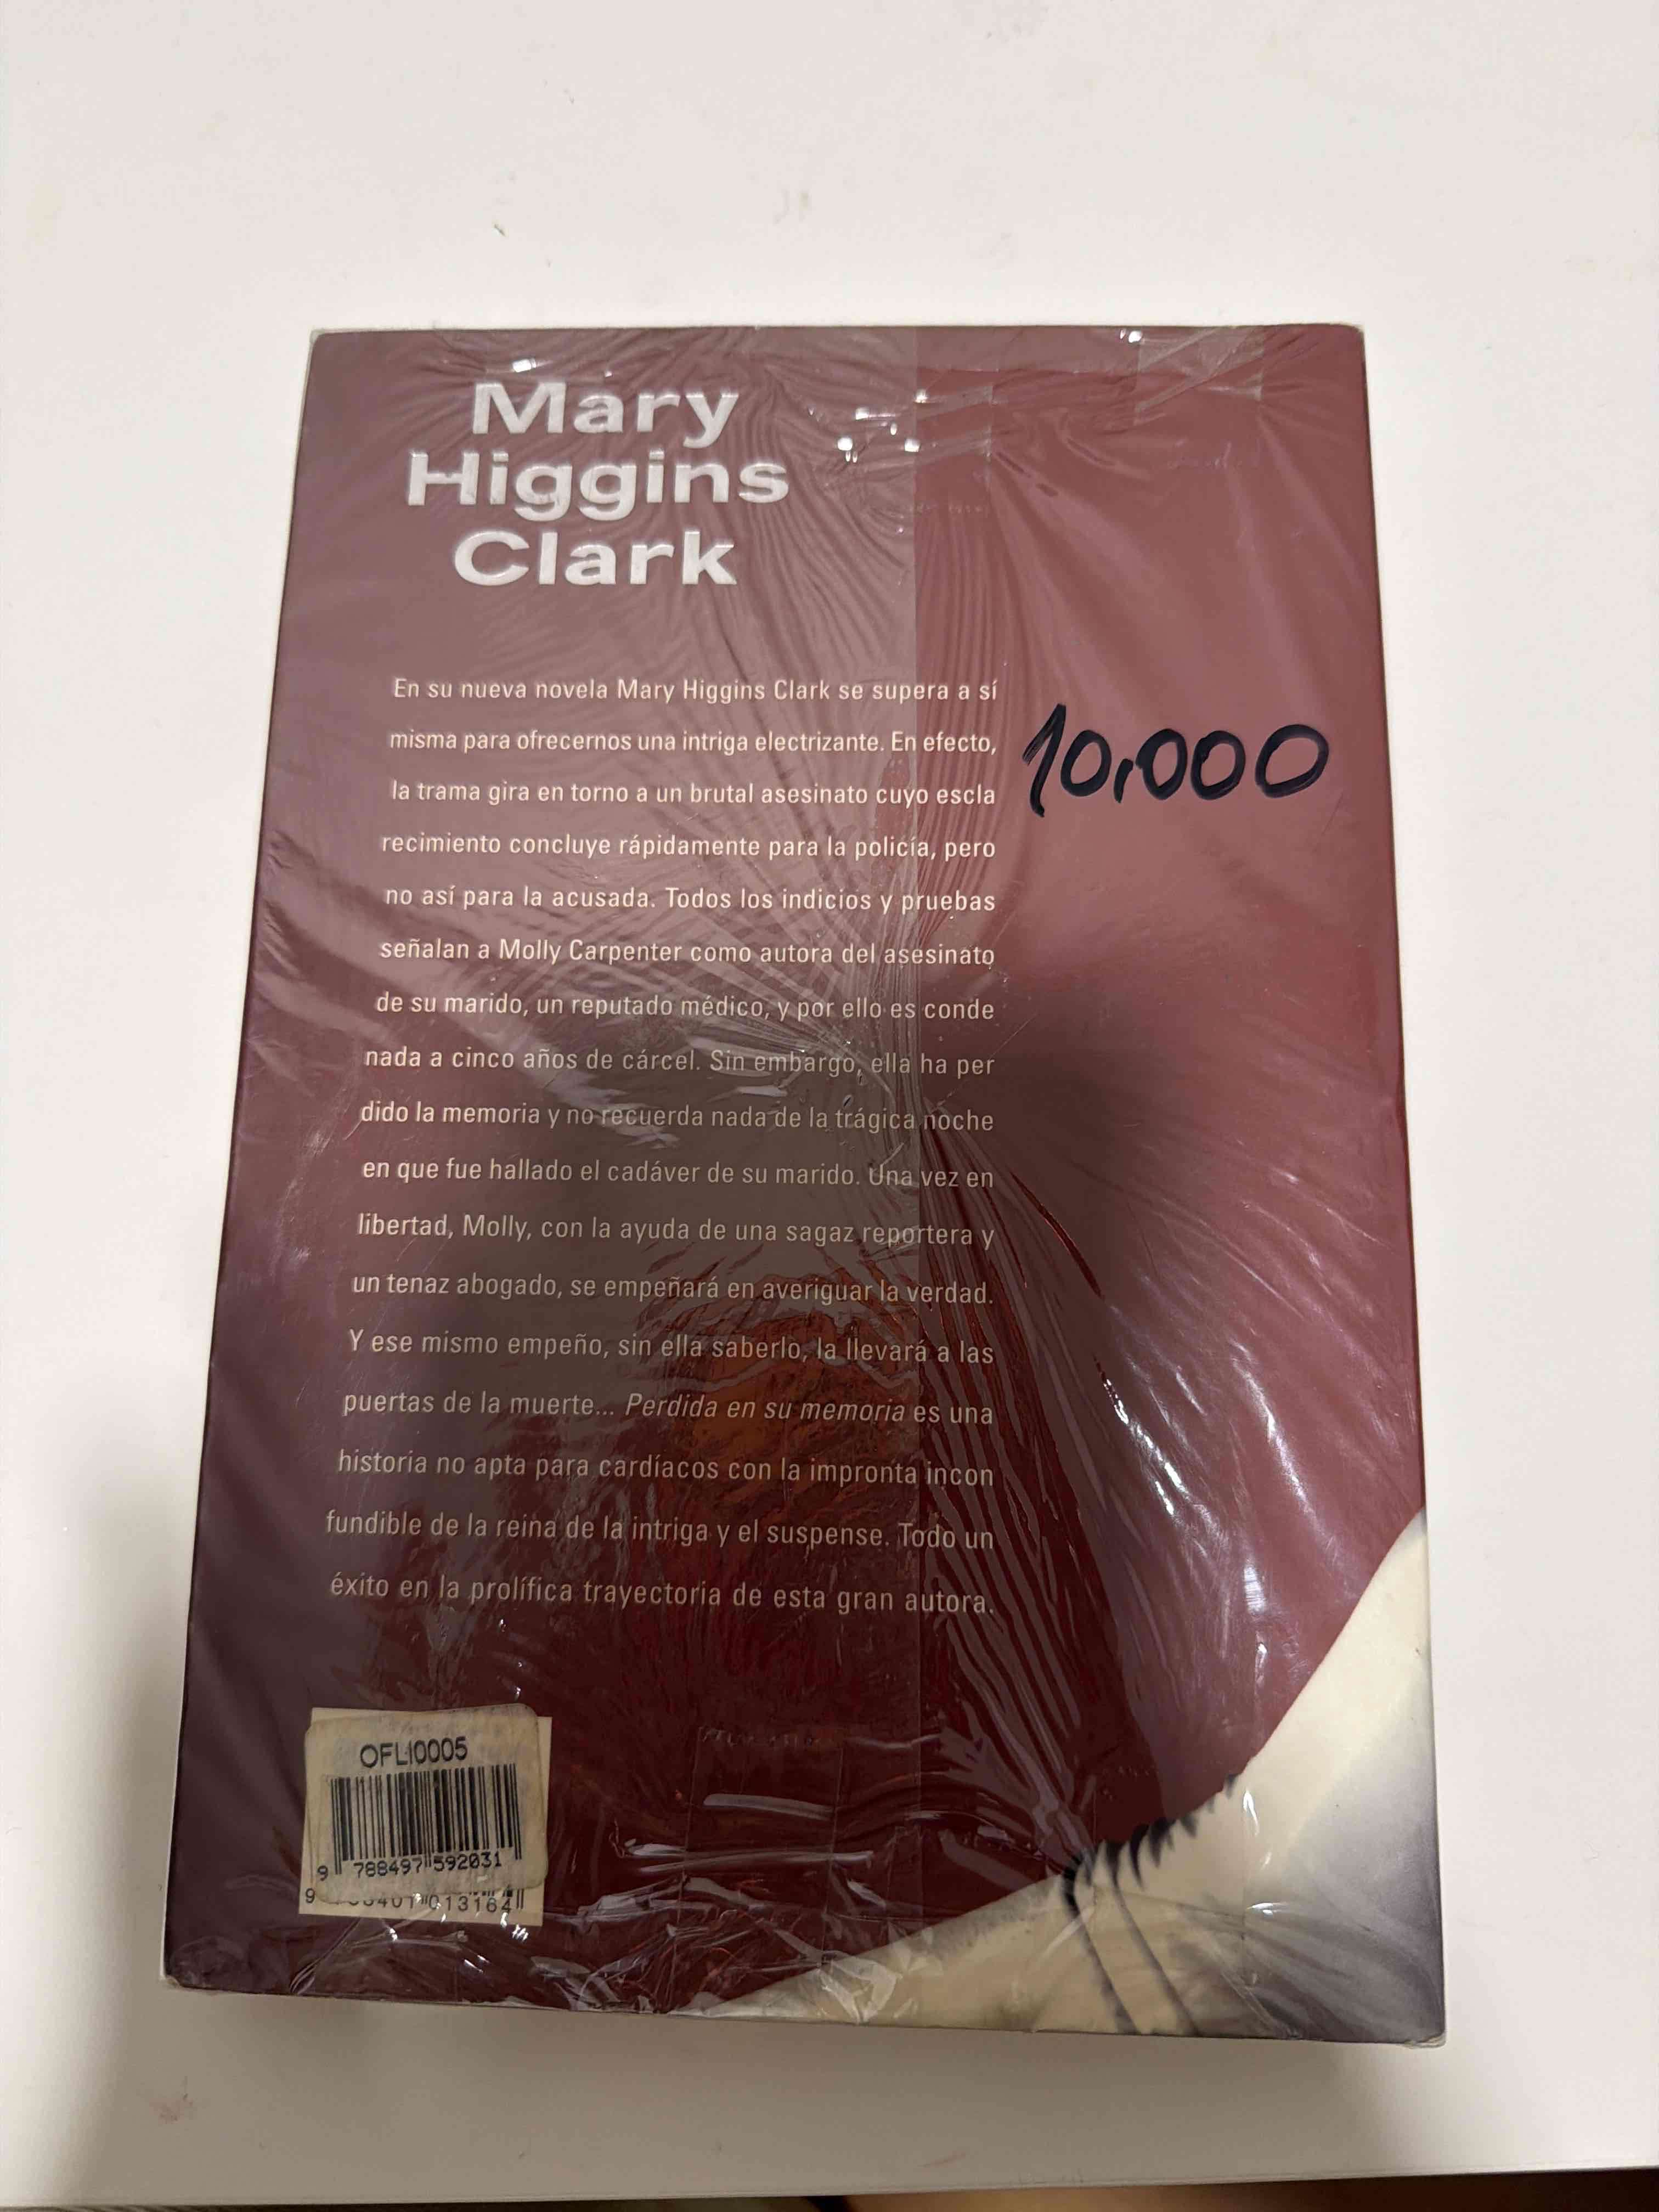 Mary
Higgins
Clark
En su nueva novela Mary Higgins Clark se supera a sí
misma para ofrecernos una intriga electrizante. En efecto,
la trama gira en torno a un brutal asesinato cuyo escla
recimiento concluye rápidamente para la policía, pero
no así para la acusada. Todos los indicios y pruebas
señalan a Molly Carpenter como autora del asesinato
de su marido, un reputado médico, y por ello es conde
nada a cinco años de cárcel. Sin embargo, ella ha per
dido la memoria y no recuerda nada de la trágica noche
en que fue hallado el cadáver de su marido. Una vez en
libertad, Molly, con la ayuda de una sagaz reportera y
un tenaz abogado, se empeñará en averiguar la verdad.
Y ese mismo empeño, sin ella saberlo, la llevará a las
puertas de la muerte... Perdida en su memoria es una
historia no apta para cardíacos con la impronta incon
fundible de la reina de la intriga y el suspense. Todo un
éxito en la prolífica trayectoria de esta gran autora.
10,000
OFL10005
9 788497 592031
013164